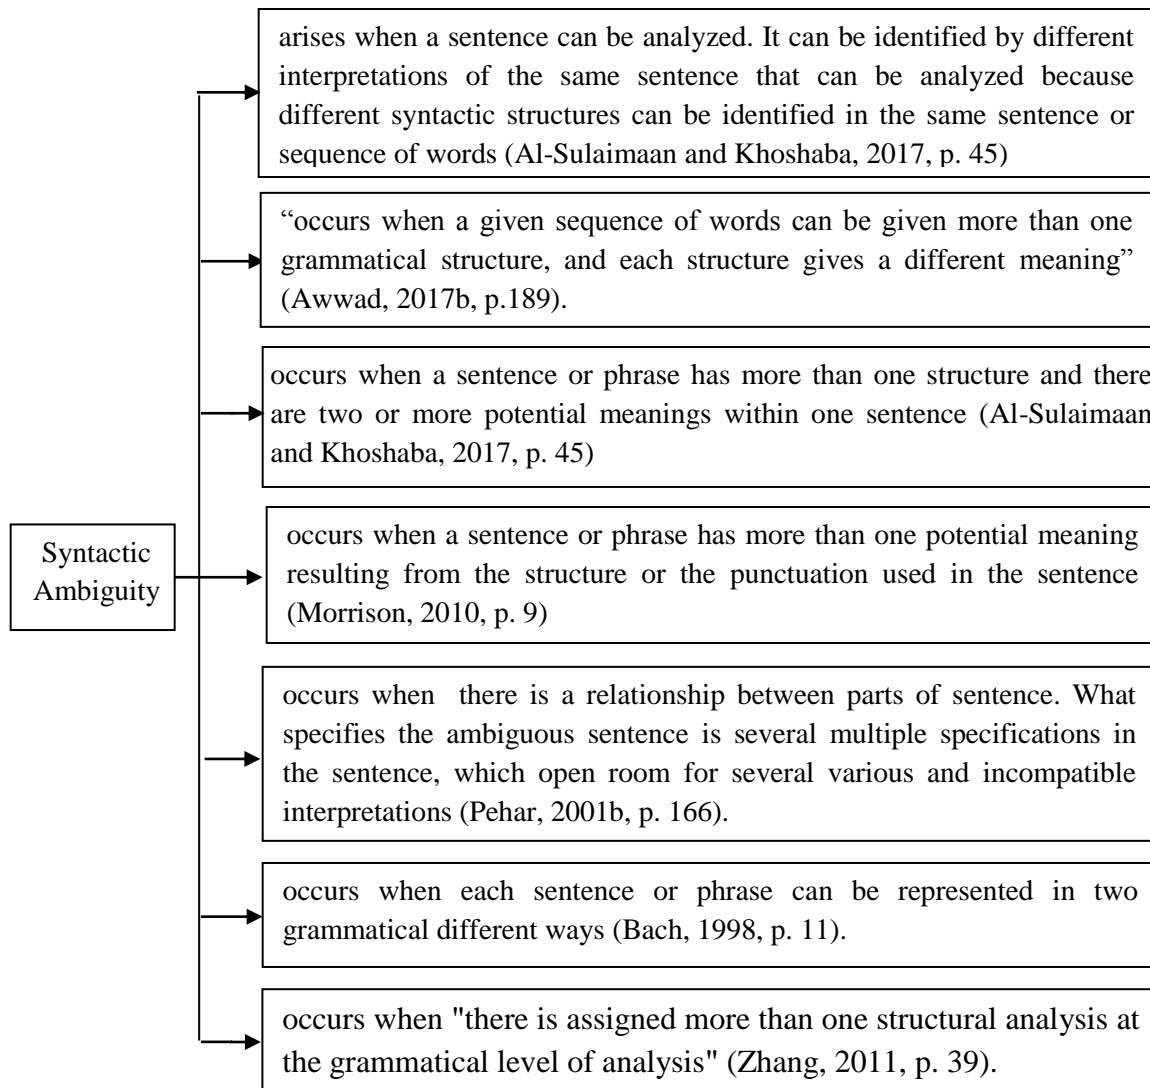 arises when a sentence can be analyzed. It can be identified by different
interpretations of the same sentence that can be analyzed because
different syntactic structures can be identified in the same sentence or
sequence of words (Al-Sulaimaan and Khoshaba, 2017, p. 45)
“occurs when a given sequence of words can be given more than one
grammatical structure, and each structure gives a different meaning”
(Awwad, 2017b, p.189).
occurs when a sentence or phrase has more than one structure and there
are two or more potential meanings within one sentence (Al-Sulaimaan
and Khoshaba, 2017, p. 45)
Syntactic
Ambiguity
occurs when a sentence or phrase has more than one potential meaning
resulting from the structure or the punctuation used in the sentence
(Morrison, 2010, p. 9)
occurs when there is a relationship between parts of sentence. What
specifies the ambiguous sentence is several multiple specifications in
the sentence, which open room for several various and incompatible
interpretations (Pehar, 2001b, p. 166).
occurs when each sentence or phrase can be represented in two
grammatical different ways (Bach, 1998, p. 11).
occurs when "there is assigned more than one structural analysis at
the grammatical level of analysis" (Zhang, 2011, p. 39).